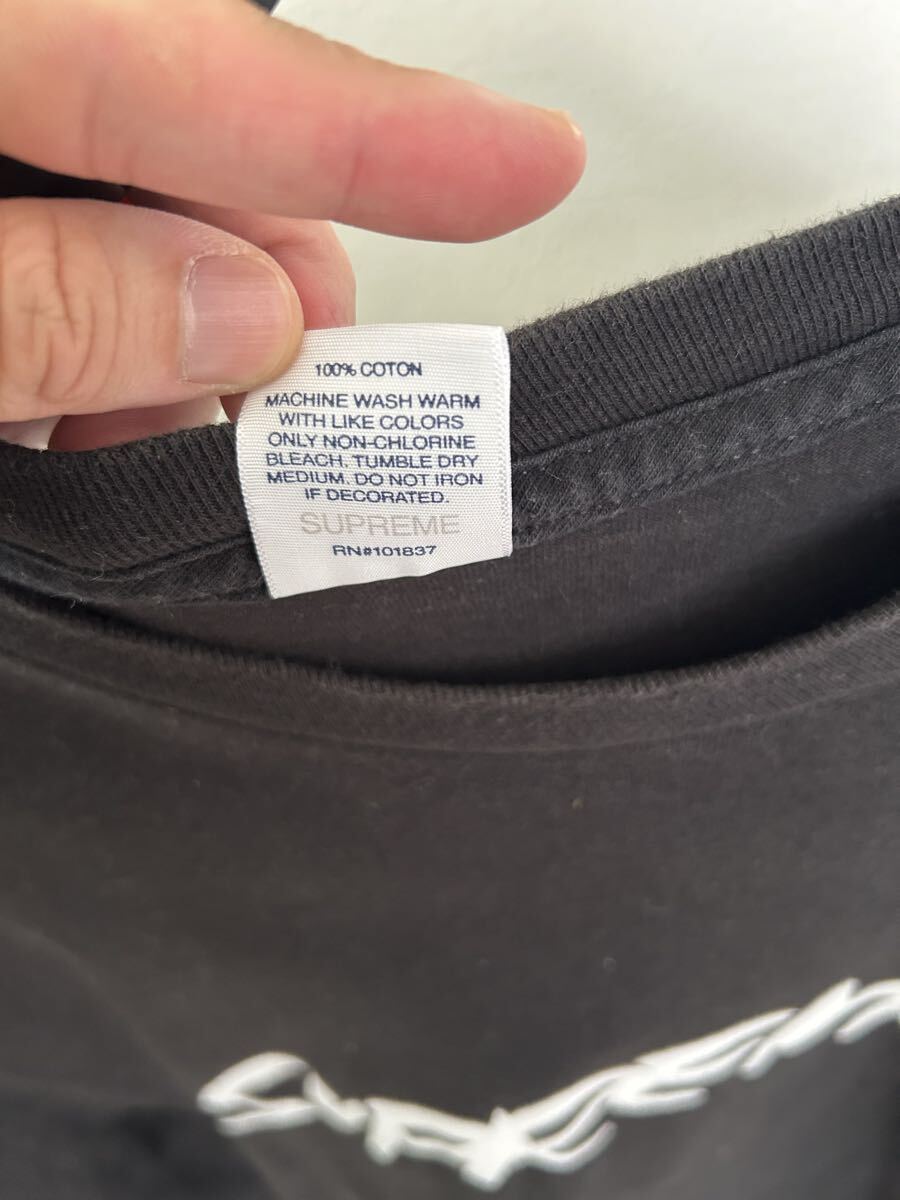 100% COTON
MACHINE WASH WARM
WITH LIKE COLORS
ONLY NON-CHLORINE
BLEACH. TUMBLE DRY
MEDIUM. DO NOT IRON
IF DECORATED.
SUPREME
RN#101837